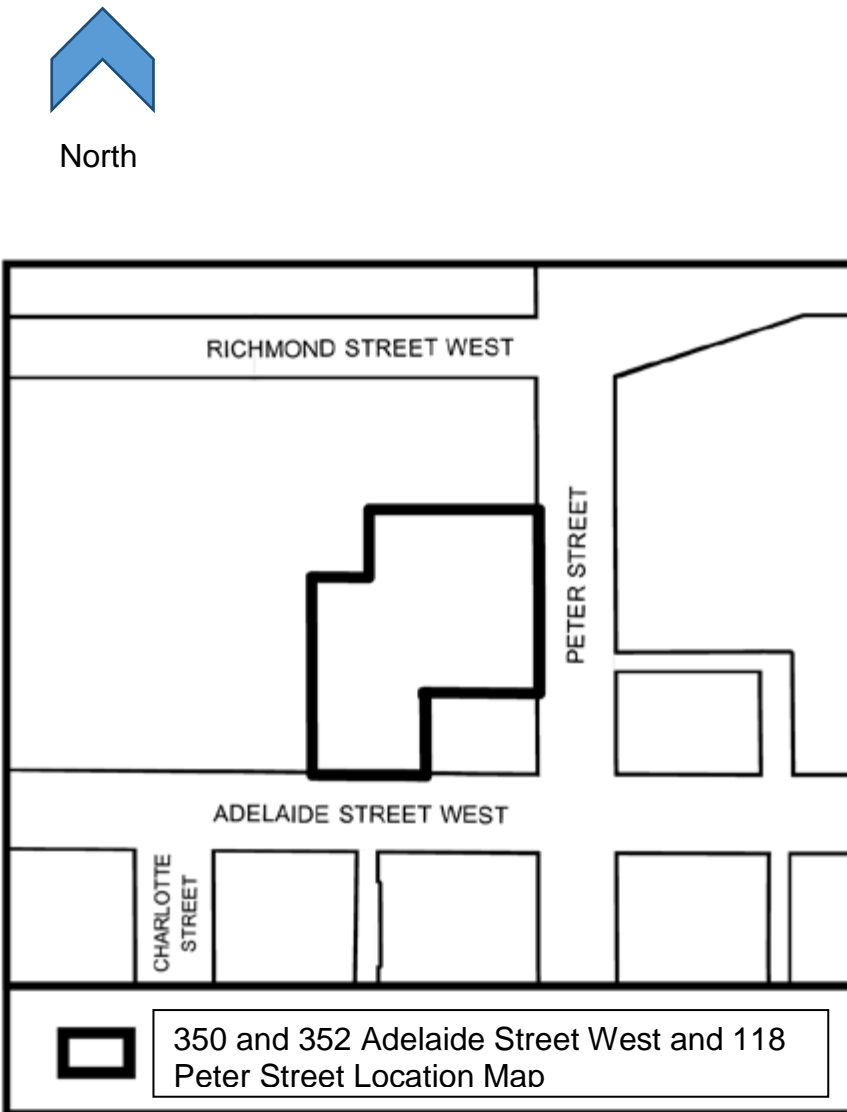 North
RICHMOND STREET WEST
PETER STREET
ADELAIDE STREET WEST
CHARLOTTE
STREET
350 and 352 Adelaide Street West and 118
Peter Street Location Map